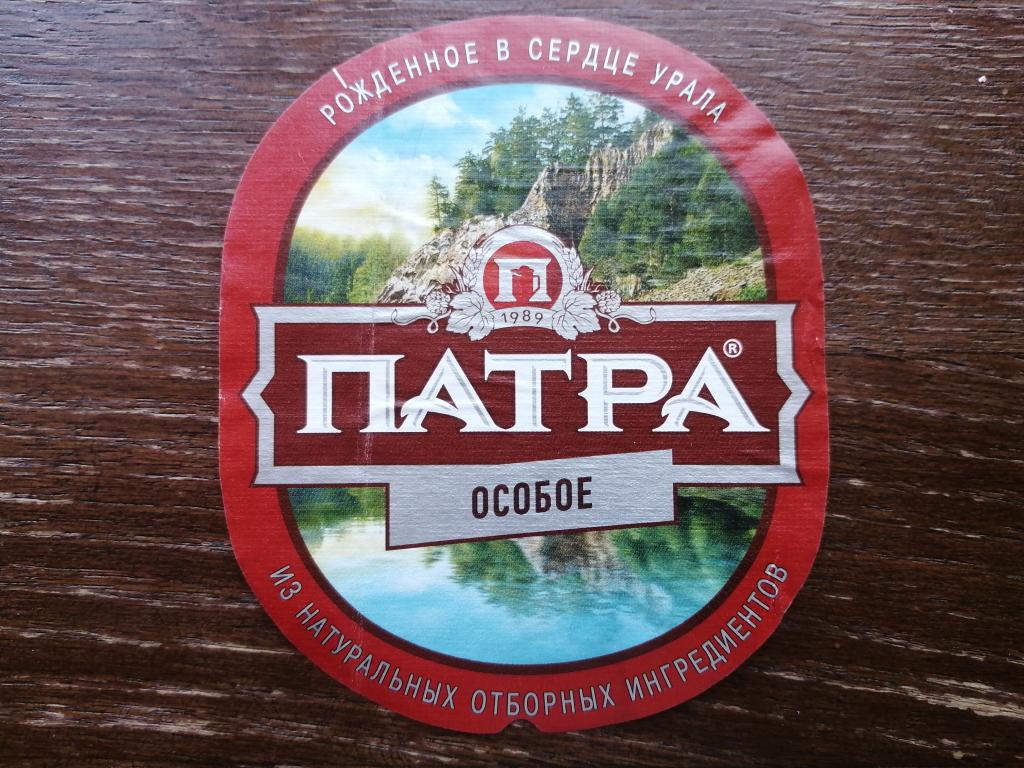 РОЖДЕННОЕ В СЕРДЦЕ УРАЛА
П
1989
ПАТРА®
ОСОБОЕ
ИЗ НАТУРАЛЬНЫХ ОТБОРНЫХ ИНГРЕДИЕНТОВ